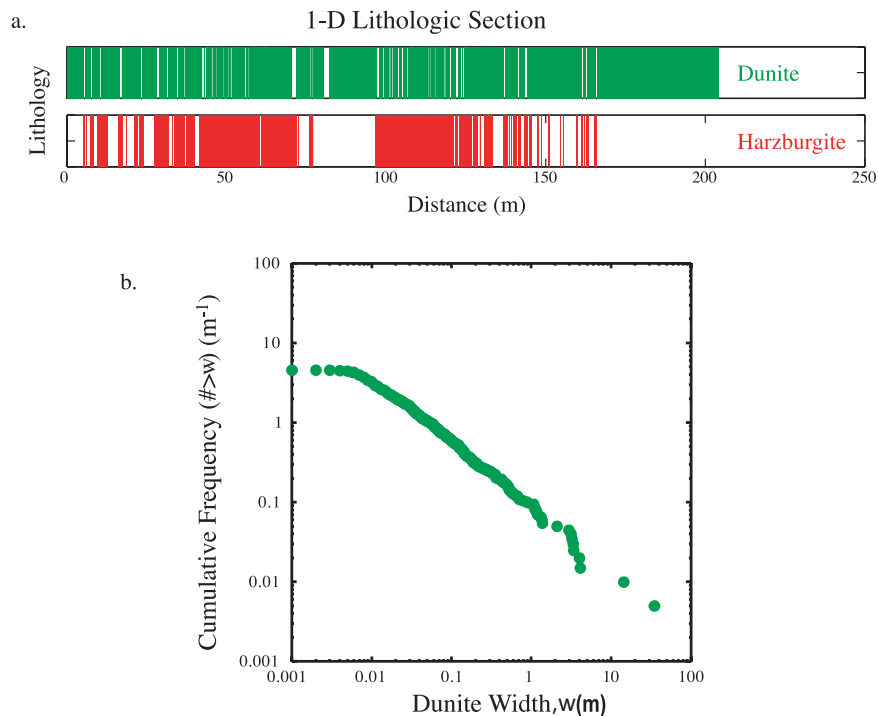 a.
1-D Lithologic Section
Lithology
Dunite
Harzburgite
0 50 100 150 200 250
Distance (m)
b.
Cumulative Frequency (#>w) (m⁻¹)
100
10
1
0.1
0.01
0.001
0.001 0.01 0.1 1 10 100
Dunite Width,w(m)